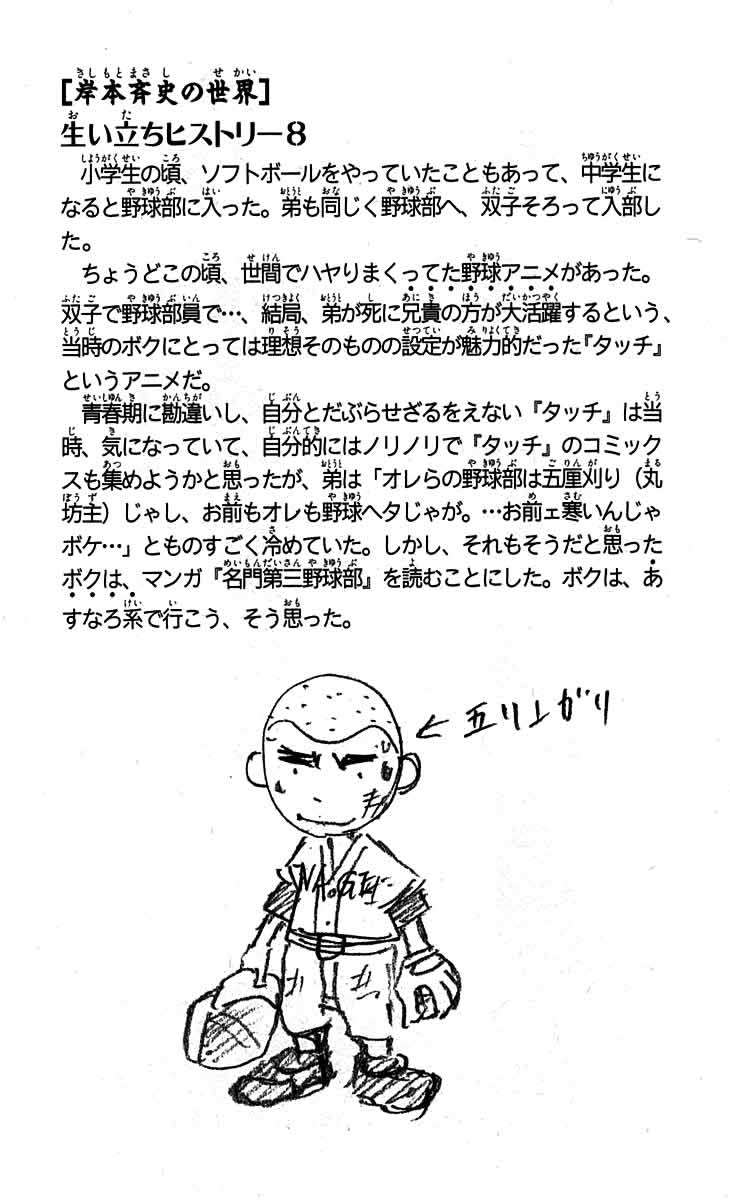 [岸本斉史の世界]
生い立ちヒストリー8
小学生の頃、ソフトボールをやっていたこともあって、中学生に
なると野球部に入った。弟も同じく野球部へ、双子そろって入部し
た。
ちょうどこの頃、世間でハヤりまくってた野球アニメがあった。
双子で野球部員で…、結局、弟が死に兄貴の方が大活躍するという、
当時のボクにとっては理想そのものの設定が魅力的だった『タッチ』
というアニメだ。
青春期に勘違いし、自分とだぶらせざるをえない『タッチ』は当
時、気になっていて、自分的にはノリノリで『タッチ』のコミック
スも集めようかと思ったが、弟は「オレらの野球部は五厘刈り（丸
坊主）じゃし、お前もオレも野球ヘタじゃが。…お前ェ寒いんじゃ
ボケ…」とものすごく冷めていた。しかし、それもそうだと思った
ボクは、マンガ『名門第三野球部』を読むことにした。ボクは、あ
すなろ系で行こう、そう思った。